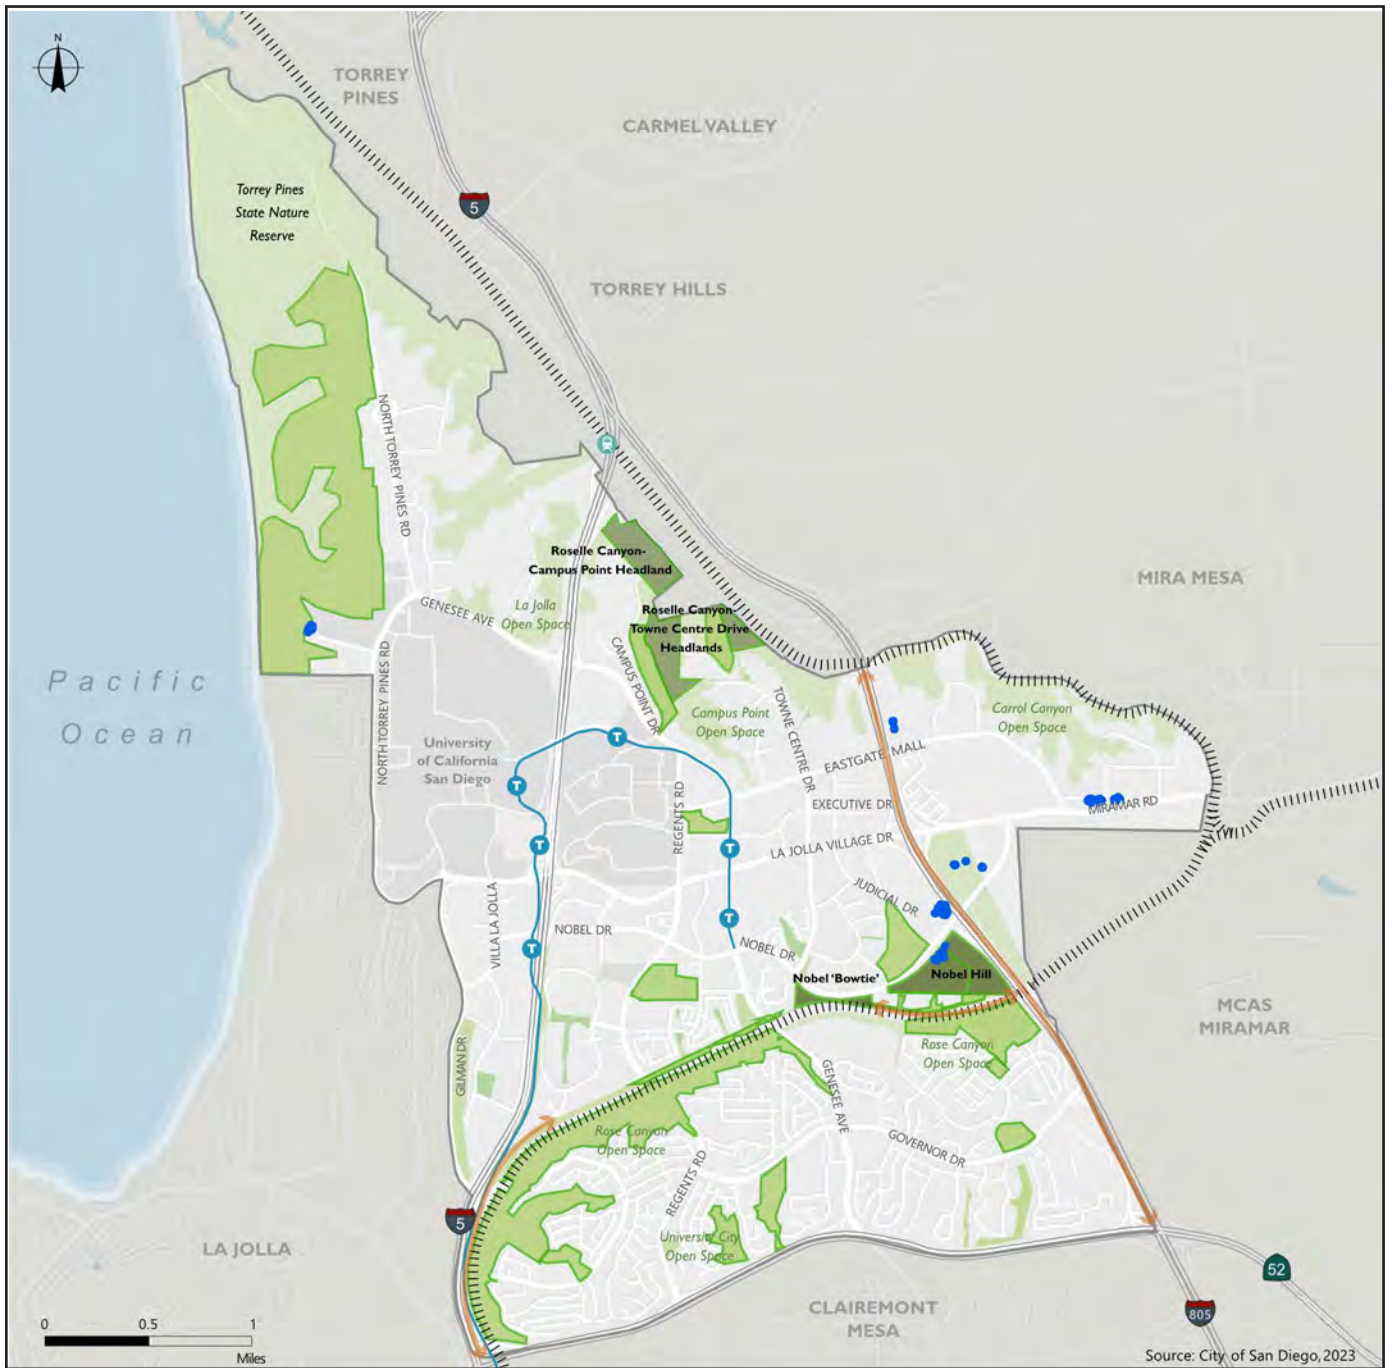 N
TORREY
PINES
CARMEL VALLEY
Torrey Pines
State Nature
Reserve
5
TORREY HILLS
NORTH TORREY PINES RD
Roselle Canyon-
Campus Point Headland
MIRA MESA
GENESEE AVE
La Jolla
Open Space
Roselle Canyon-
Towne Centre Drive
Headlands
CAMPUS POINT DR
NORTH TORREY PINES RD
Pacific
Ocean
TOWNE CENTRE DR
Campus Point
Open Space
Carrol Canyon
Open Space
University
of California
San Diego
T
T
EASTGATE MALL
REGENTS RD
EXECUTIVE DR
MIRAMAR RD
T
T
LA JOLLA VILLAGE DR
JUDICIAL DR
VILLA LA JOLLA
T
T
NOBEL DR
NOBEL DR
Nobel 'Bowtie'
Nobel Hill
MCAS
MIRAMAR
Rose Canyon
Open Space
GILMAN DR
GENESEE AVE
Rose Canyon
Open Space
GOVERNOR DR
REGENTS RD
5
University City
Open Space
LA JOLLA
52
805
CLAIREMONT
MESA
0 0.5 1
Miles
Source: City of San Diego, 2023